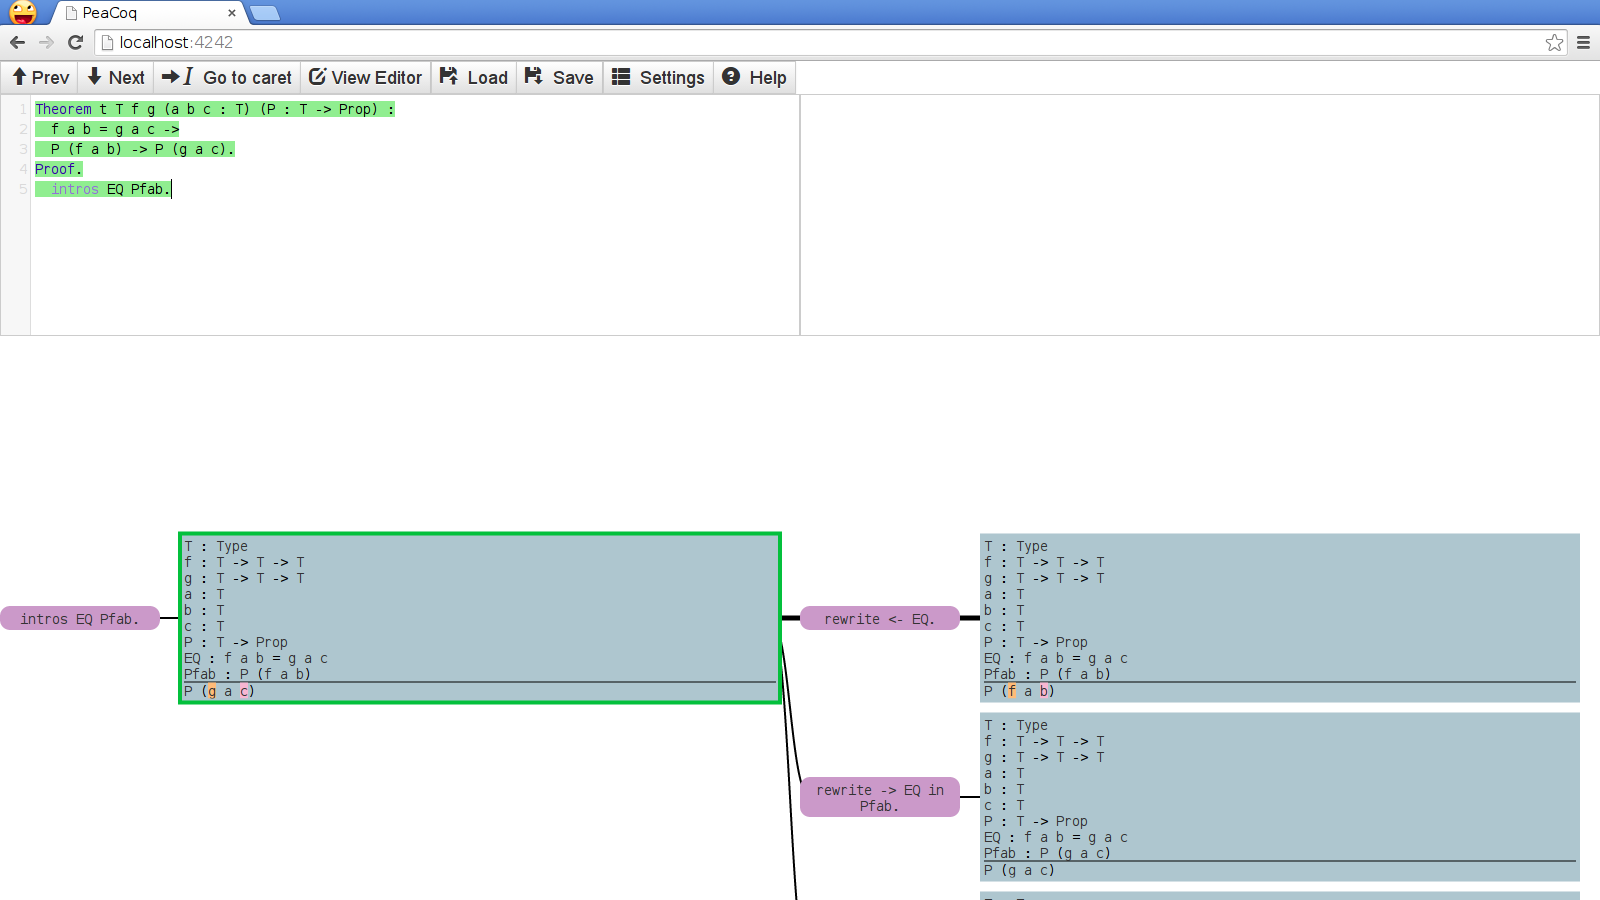 PeaCoq ×
localhost:4242
Prev Next Go to caret View Editor Load Save Settings Help
1 Theorem t T f g (a b c : T) (P : T -> Prop) :
2 f a b = g a c ->
3 P (f a b) -> P (g a c).
4 Proof.
5 intros EQ Pfab.
intros EQ Pfab.
T : Type
f : T -> T -> T
g : T -> T -> T
a : T
b : T
c : T
P : T -> Prop
EQ : f a b = g a c
Pfab : P (f a b)
P (g a c)
rewrite <- EQ.
T : Type
f : T -> T -> T
g : T -> T -> T
a : T
b : T
c : T
P : T -> Prop
EQ : f a b = g a c
Pfab : P (f a b)
P (f a b)
rewrite -> EQ in
Pfab.
T : Type
f : T -> T -> T
g : T -> T -> T
a : T
b : T
c : T
P : T -> Prop
EQ : f a b = g a c
Pfab : P (g a c)
P (g a c)